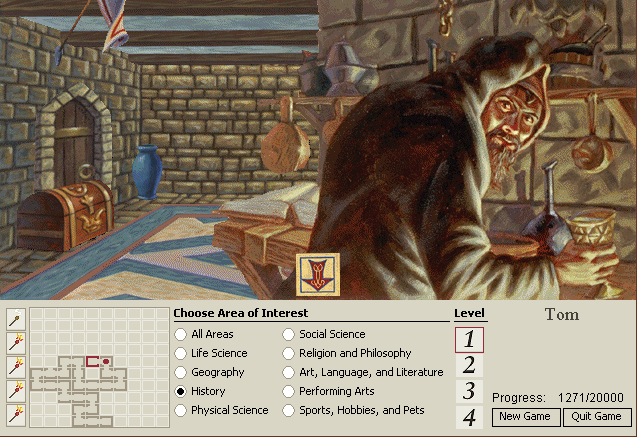 Choose Area of Interest
Level
Tom
All Areas
Social Science
1
Life Science
Religion and Philosophy
2
Geography
Art, Language, and Literature
History
Performing Arts
3
Progress: 1271/20000
Physical Science
Sports, Hobbies, and Pets
4
New Game
Quit Game